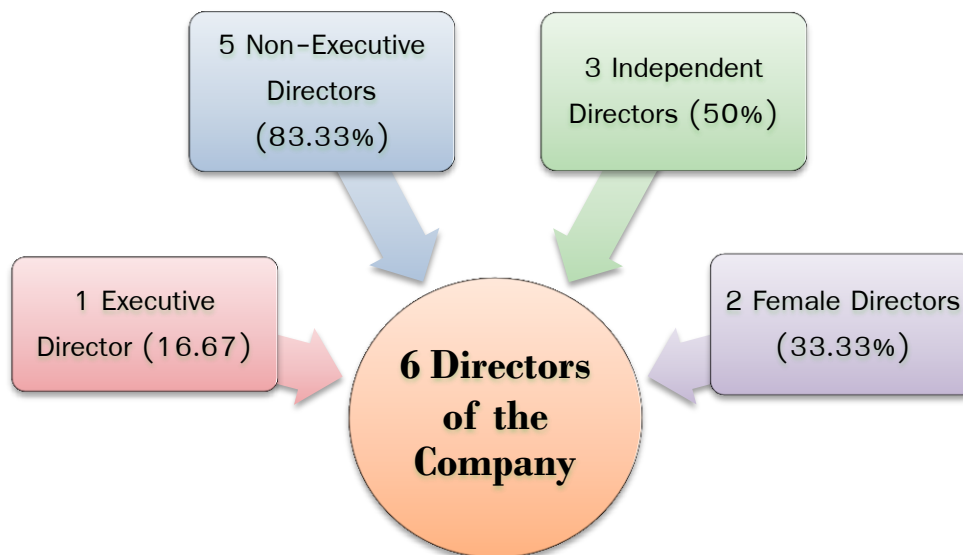 5 Non-Executive
Directors
(83.33%)
3 Independent
Directors (50%)
1 Executive
Director (16.67)
2 Female Directors
(33.33%)
6 Directors
of the
Company